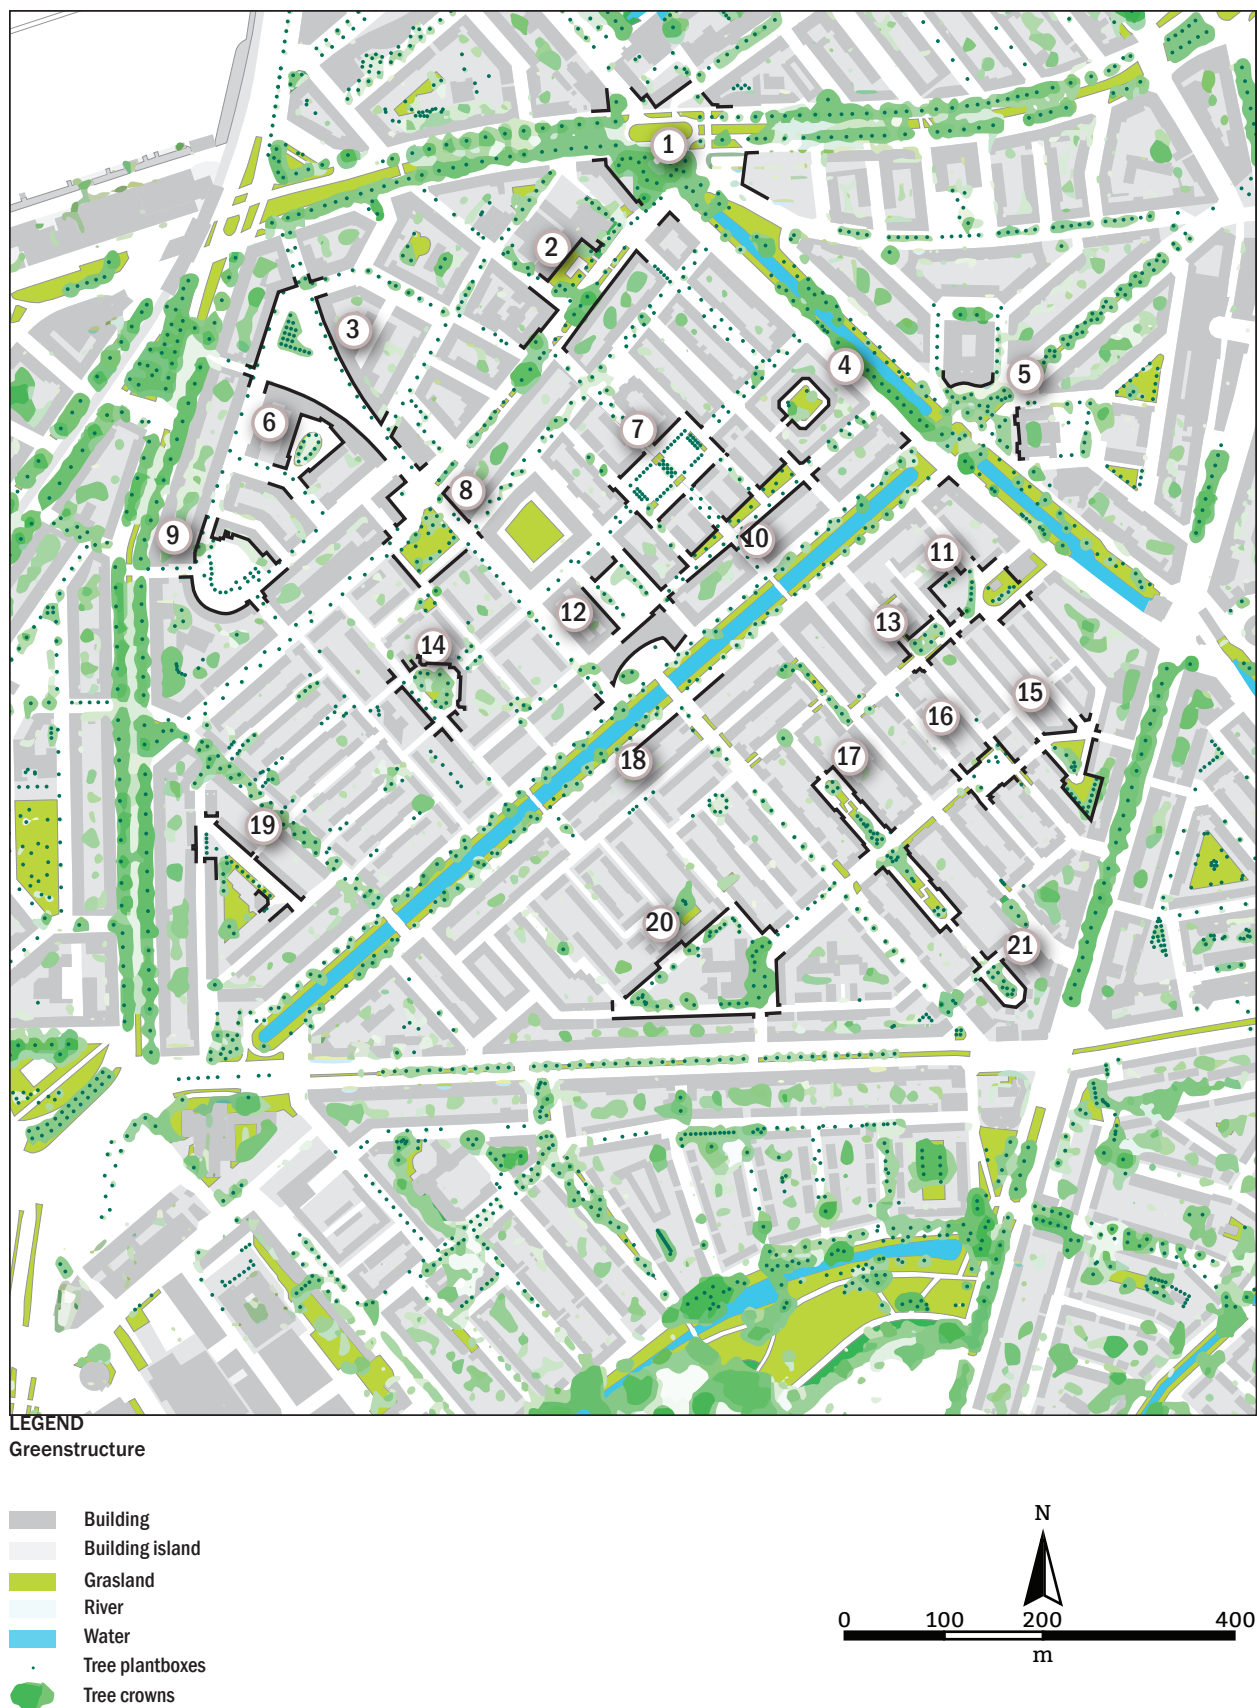 1
2
3
4
5
6
7
8
9
10
11
12
13
14
15
16
17
18
19
20
21
LEGEND
Greenstructure
Building
Building island
Grasland
River
Water
Tree plantboxes
Tree crowns
N
0 100 200 400
m